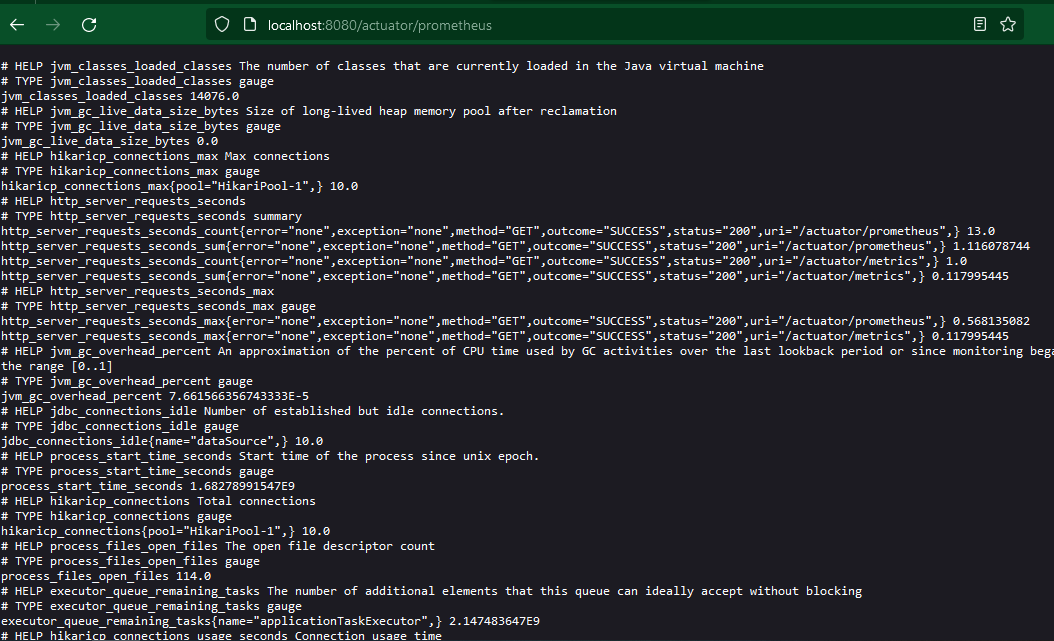 localhost:8080/actuator/prometheus
# HELP jvm_classes_loaded_classes The number of classes that are currently loaded in the Java virtual machine
# TYPE jvm_classes_loaded_classes gauge
jvm_classes_loaded_classes 14076.0
# HELP jvm_gc_live_data_size_bytes Size of long-lived heap memory pool after reclamation
# TYPE jvm_gc_live_data_size_bytes gauge
jvm_gc_live_data_size_bytes 0.0
# HELP hikaricp_connections_max Max connections
# TYPE hikaricp_connections_max gauge
hikaricp_connections_max{pool="HikariPool-1",} 10.0
# HELP http_server_requests_seconds
# TYPE http_server_requests_seconds summary
http_server_requests_seconds_count{error="none",exception="none",method="GET",outcome="SUCCESS",status="200",uri="/actuator/prometheus",} 13.0
http_server_requests_seconds_sum{error="none",exception="none",method="GET",outcome="SUCCESS",status="200",uri="/actuator/prometheus",} 1.116078744
http_server_requests_seconds_count{error="none",exception="none",method="GET",outcome="SUCCESS",status="200",uri="/actuator/metrics",} 1.0
http_server_requests_seconds_sum{error="none",exception="none",method="GET",outcome="SUCCESS",status="200",uri="/actuator/metrics",} 0.117995445
# HELP http_server_requests_seconds_max
# TYPE http_server_requests_seconds_max gauge
http_server_requests_seconds_max{error="none",exception="none",method="GET",outcome="SUCCESS",status="200",uri="/actuator/prometheus",} 0.568135082
http_server_requests_seconds_max{error="none",exception="none",method="GET",outcome="SUCCESS",status="200",uri="/actuator/metrics",} 0.117995445
# HELP jvm_gc_overhead_percent An approximation of the percent of CPU time used by GC activities over the last lookback period or since monitoring bega
the range [0..1]
# TYPE jvm_gc_overhead_percent gauge
jvm_gc_overhead_percent 7.661566356743333E-5
# HELP jdbc_connections_idle Number of established but idle connections.
# TYPE jdbc_connections_idle gauge
jdbc_connections_idle{name="dataSource",} 10.0
# HELP process_start_time_seconds Start time of the process since unix epoch.
# TYPE process_start_time_seconds gauge
process_start_time_seconds 1.68278991547E9
# HELP hikaricp_connections Total connections
# TYPE hikaricp_connections gauge
hikaricp_connections{pool="HikariPool-1",} 10.0
# HELP process_files_open_files The open file descriptor count
# TYPE process_files_open_files gauge
process_files_open_files 114.0
# HELP executor_queue_remaining_tasks The number of additional elements that this queue can ideally accept without blocking
# TYPE executor_queue_remaining_tasks gauge
executor_queue_remaining_tasks{name="applicationTaskExecutor",} 2.147483647E9
# HELP hikaricp_connections_usage_seconds Connection usage time